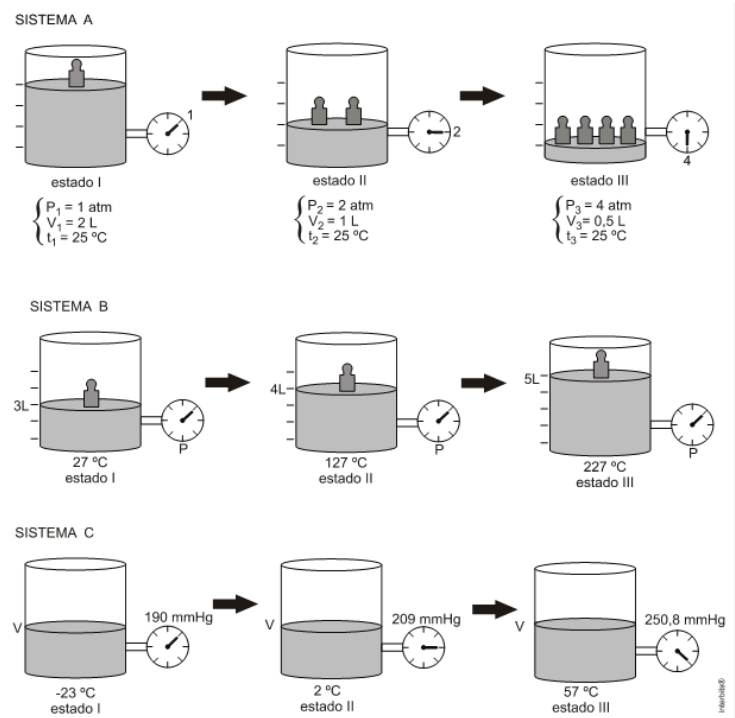 SISTEMA A
1
2
4
estado I
estado II
estado III
P₁ = 1 atm
V₁ = 2 L
t₁ = 25 ºC
P₂ = 2 atm
V₂ = 1 L
t₂ = 25 ºC
P₃ = 4 atm
V₃= 0,5 L
t₃ = 25 ºC
SISTEMA B
3L
P
4L
P
5L
P
27 ºC
estado I
127 ºC
estado II
227 ºC
estado III
SISTEMA C
V
190 mmHg
V
209 mmHg
V
250,8 mmHg
-23 ºC
estado I
2 ºC
estado II
57 ºC
estado III
Interbits®